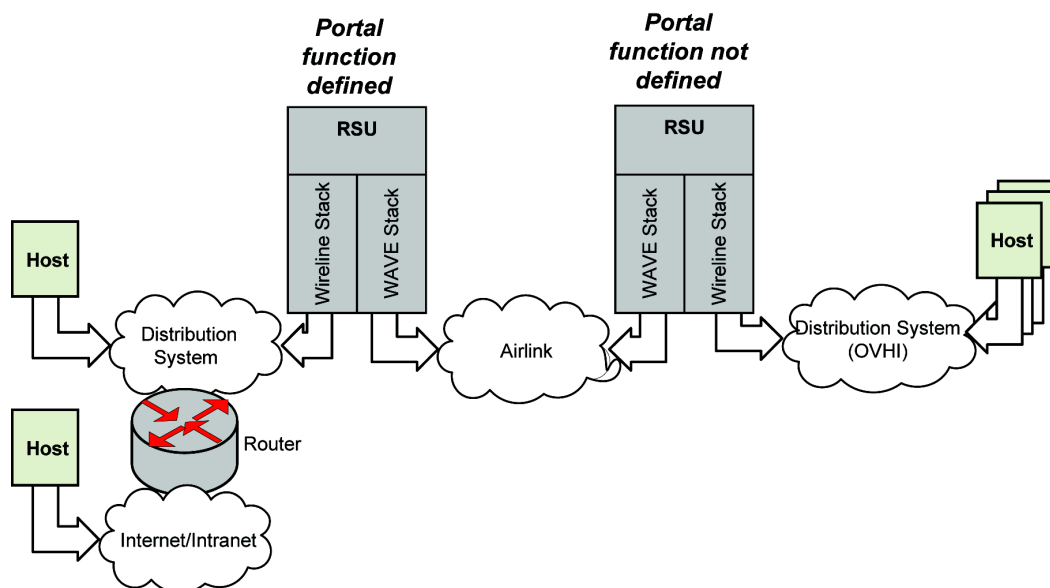 Portal
function
defined
Portal
function not
defined
RSU
Wireline Stack
WAVE Stack
RSU
WAVE Stack
Wireline Stack
Host
Host
Distribution
System
Airlink
Distribution System
(OVHI)
Host
Router
Internet/Intranet